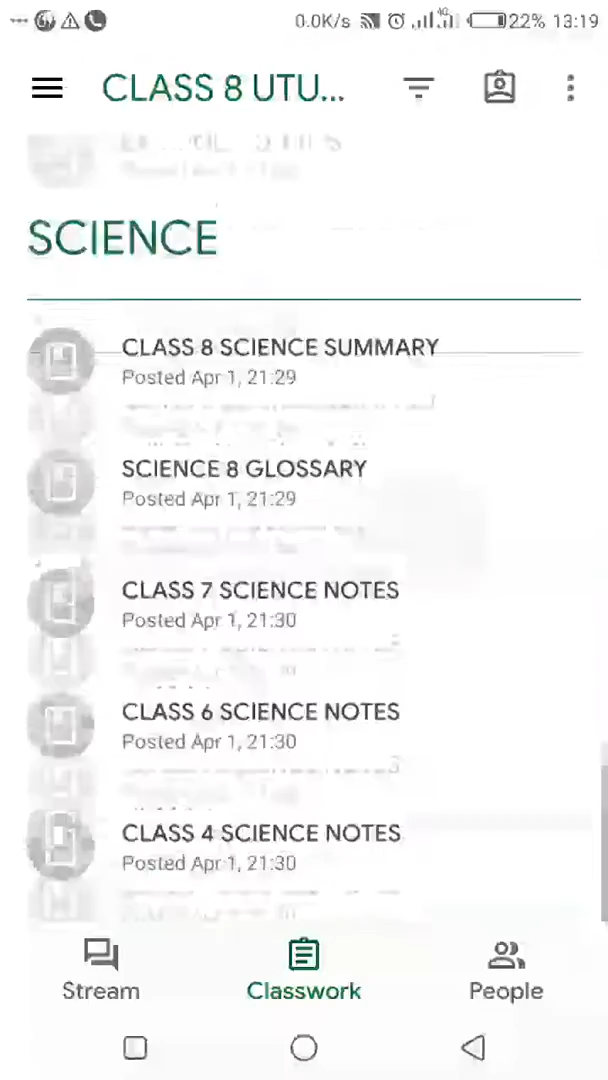 0.0K/s 4G 22% 13:19
CLASS 8 UTU...
SCIENCE
CLASS 8 SCIENCE SUMMARY
Posted Apr 1, 21:29
SCIENCE 8 GLOSSARY
Posted Apr 1, 21:29
CLASS 7 SCIENCE NOTES
Posted Apr 1, 21:30
CLASS 6 SCIENCE NOTES
Posted Apr 1, 21:30
CLASS 4 SCIENCE NOTES
Posted Apr 1, 21:30
Stream
Classwork
People